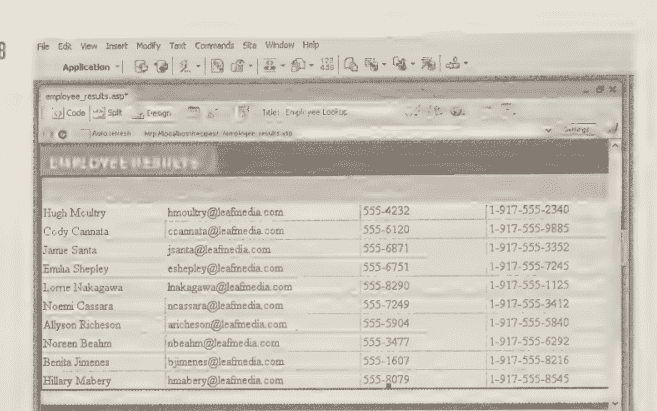 8
File Edit View Insert Modify Text Commands Site Window Help
Application
employee_results.asp*
Code Split Design Title: Employee Lookup
Auto refresh Settings
EMPLOYEE RESULTS
Hugh Moultry hmoultry@leafmedia.com 555-4232 1-917-555-2340
Cody Cannata ccannata@leafmedia.com 555-6120 1-917-555-9885
Jamie Santa jsanta@leafmedia.com 555-6871 1-917-555-3352
Emilia Shepley eshepley@leafmedia.com 555-6751 1-917-555-7245
Lorne Nakagawa lnakagawa@leafmedia.com 555-8290 1-917-555-1125
Noemi Cassara ncassara@leafmedia.com 555-7249 1-917-555-3412
Allyson Richeson aricheson@leafmedia.com 555-5904 1-917-555-5840
Noreen Beahm nbeahm@leafmedia.com 555-3477 1-917-555-6292
Benita Jimenes bjimenes@leafmedia.com 555-1607 1-917-555-8216
Hillary Mabery hmabery@leafmedia.com 555-8079 1-917-555-8545